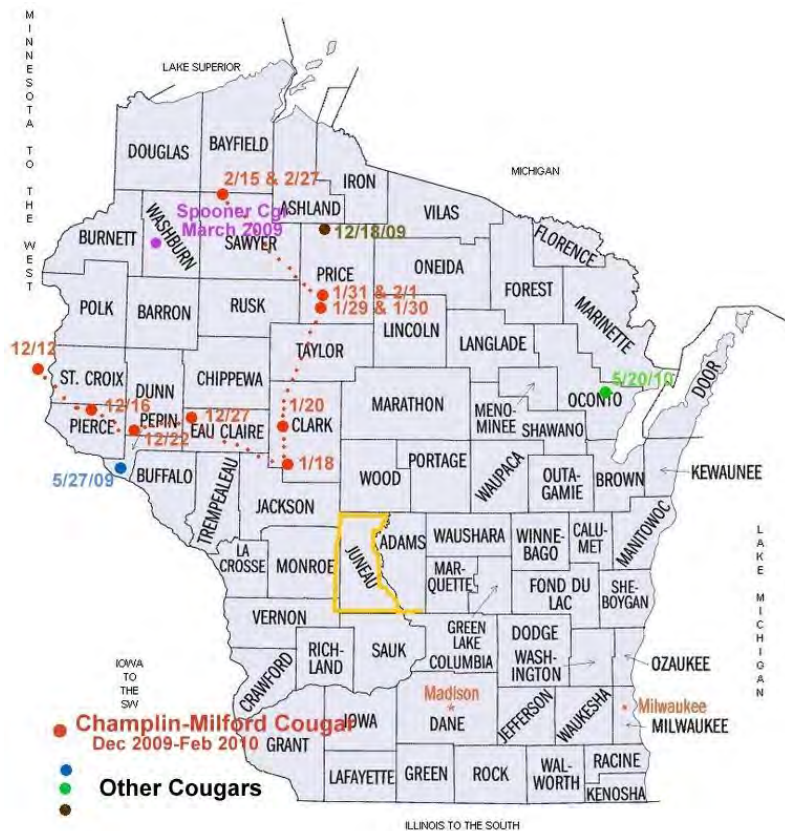 MINNESOTA TO THE WEST
LAKE SUPERIOR
MICHIGAN
DOUGLAS
BAYFIELD
IRON
2/15 & 2/27
ASHLAND
VILAS
Spooner Cgr
March 2009
WASHBURN
BURNETT
SAWYER
12/18/09
FLORENCE
PRICE
ONEIDA
FOREST
MARINETTE
POLK
BARRON
RUSK
1/31 & 2/1
1/29 & 1/30
LINCOLN
TAYLOR
LANGLADE
12/12
ST. CROIX
CHIPPEWA
DUNN
DOOR
5/20/10
OCONTO
12/16
PIERCE
PEPIN
12/27
EAU CLAIRE
12/22
1/20
CLARK
MARATHON
MENO-
MINEE
SHAWANO
1/18
5/27/09
BUFFALO
TREMPEALEAU
JACKSON
WOOD
PORTAGE
WAUPACA
OUTA-
GAMIE
BROWN
KEWAUNEE
LA
CROSSE
MONROE
JUNEAU
ADAMS
WAUSHARA
WINNE-
BAGO
CALU-
MET
MANITOWOC
MAR-
QUETTE
FOND DU
LAC
SHE-
BOYGAN
LAKE MICHIGAN
VERNON
GREEN
LAKE
RICH-
LAND
SAUK
COLUMBIA
DODGE
WASH-
INGTON
OZAUKEE
CRAWFORD
IOWA
TO
THE
SW
Madison
DANE
JEFFERSON
WAUKESHA
Milwaukee
MILWAUKEE
Champlin-Milford Cougar
Dec 2009-Feb 2010
IOWA
GRANT
LAFAYETTE
GREEN
ROCK
WAL-
WORTH
RACINE
KENOSHA
Other Cougars
ILLINOIS TO THE SOUTH